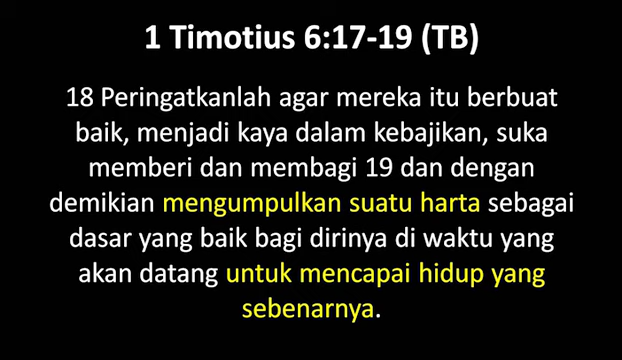 1 Timotius 6:17-19 (TB)
18 Peringatkanlah agar mereka itu berbuat
baik, menjadi kaya dalam kebajikan, suka
memberi dan membagi 19 dan dengan
demikian mengumpulkan suatu harta sebagai
dasar yang baik bagi dirinya di waktu yang
akan datang untuk mencapai hidup yang
sebenarnya.